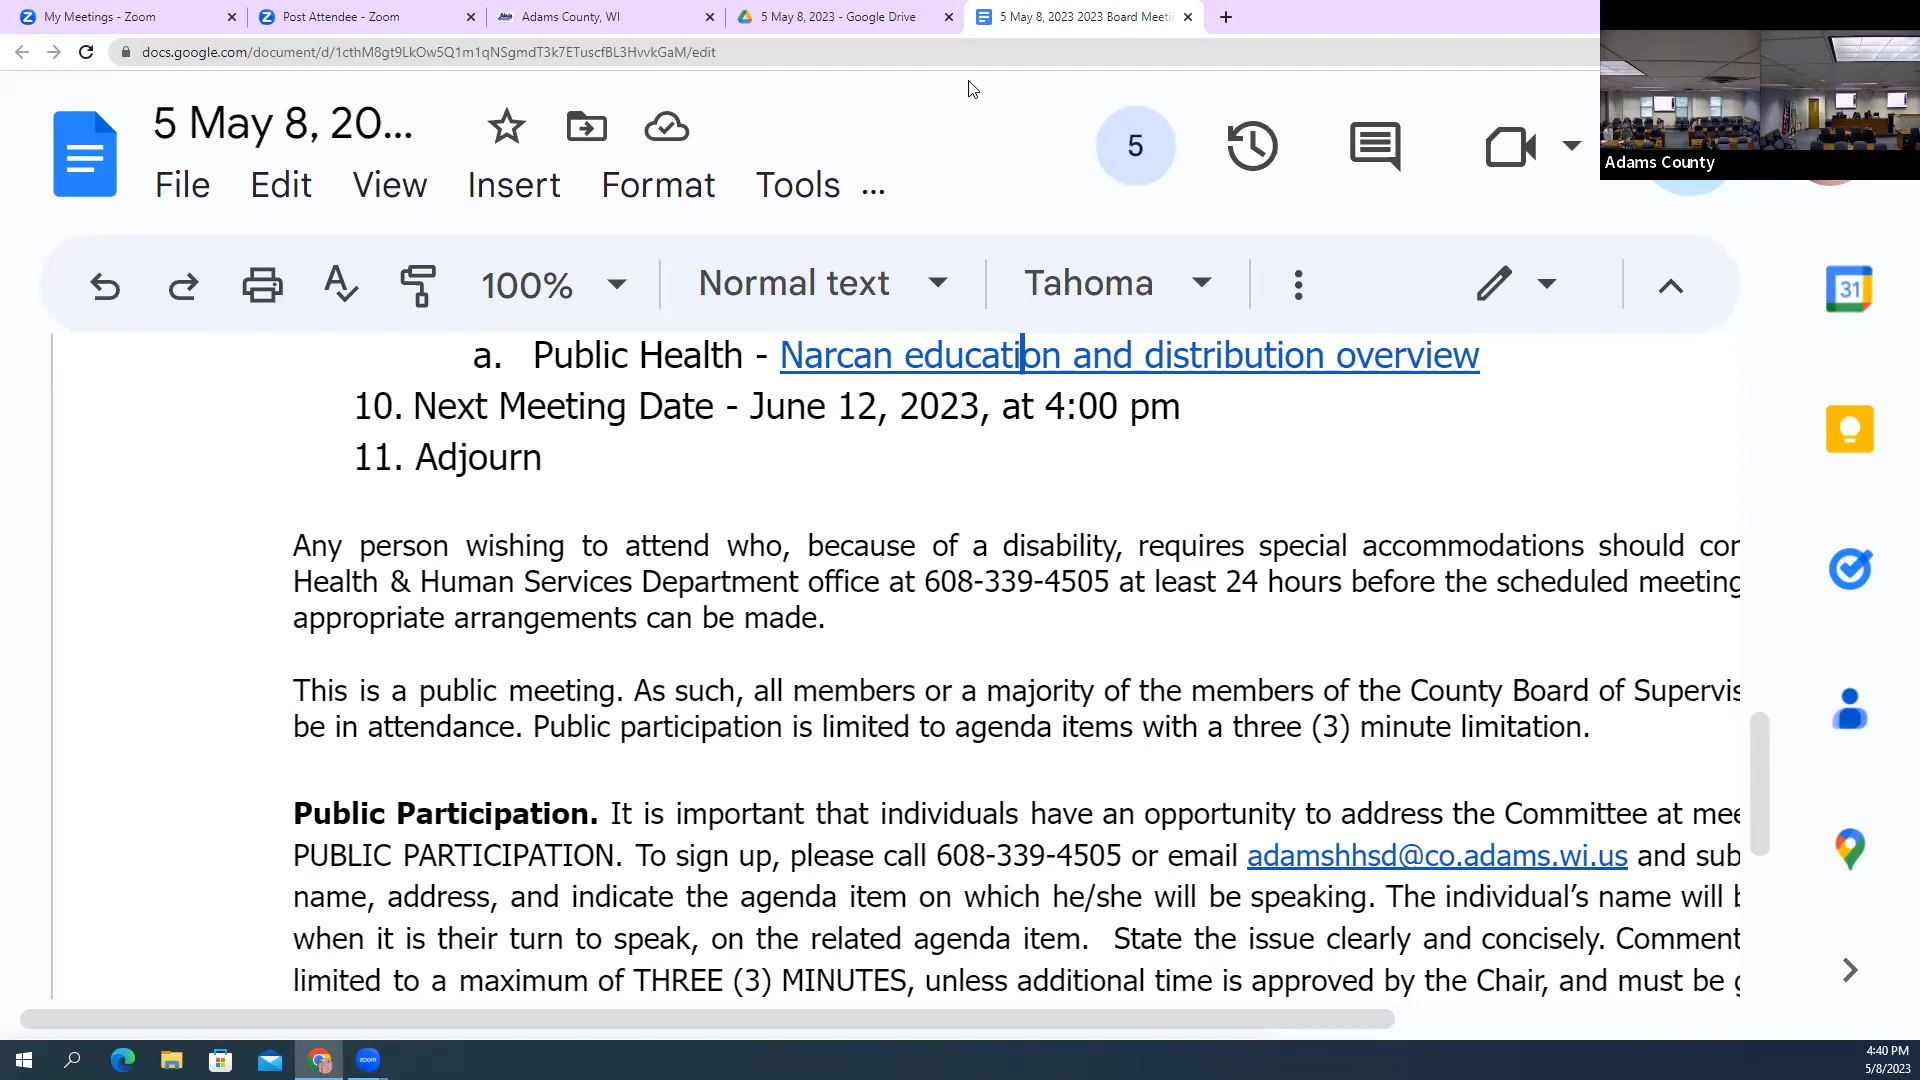 My Meetings - Zoom
Post Attendee - Zoom
Adams County, WI
5 May 8, 2023 - Google Drive
5 May 8, 2023 2023 Board Meeti
docs.google.com/document/d/1cthM8gt9LkOw5Q1m1qNSgmdT3k7ETuscfBL3HvvkGaM/edit
5 May 8, 20...
5
File Edit View Insert Format Tools ...
Adams County
100% Normal text Tahoma
31
a. Public Health - Narcan education and distribution overview
10. Next Meeting Date - June 12, 2023, at 4:00 pm
11. Adjourn
Any person wishing to attend who, because of a disability, requires special accommodations should con
Health & Human Services Department office at 608-339-4505 at least 24 hours before the scheduled meeting
appropriate arrangements can be made.
This is a public meeting. As such, all members or a majority of the members of the County Board of Supervis
be in attendance. Public participation is limited to agenda items with a three (3) minute limitation.
Public Participation. It is important that individuals have an opportunity to address the Committee at mee
PUBLIC PARTICIPATION. To sign up, please call 608-339-4505 or email adamshhsd@co.adams.wi.us and sub
name, address, and indicate the agenda item on which he/she will be speaking. The individual's name will b
when it is their turn to speak, on the related agenda item. State the issue clearly and concisely. Comment
limited to a maximum of THREE (3) MINUTES, unless additional time is approved by the Chair, and must be g
zoom
4:40 PM
5/8/2023